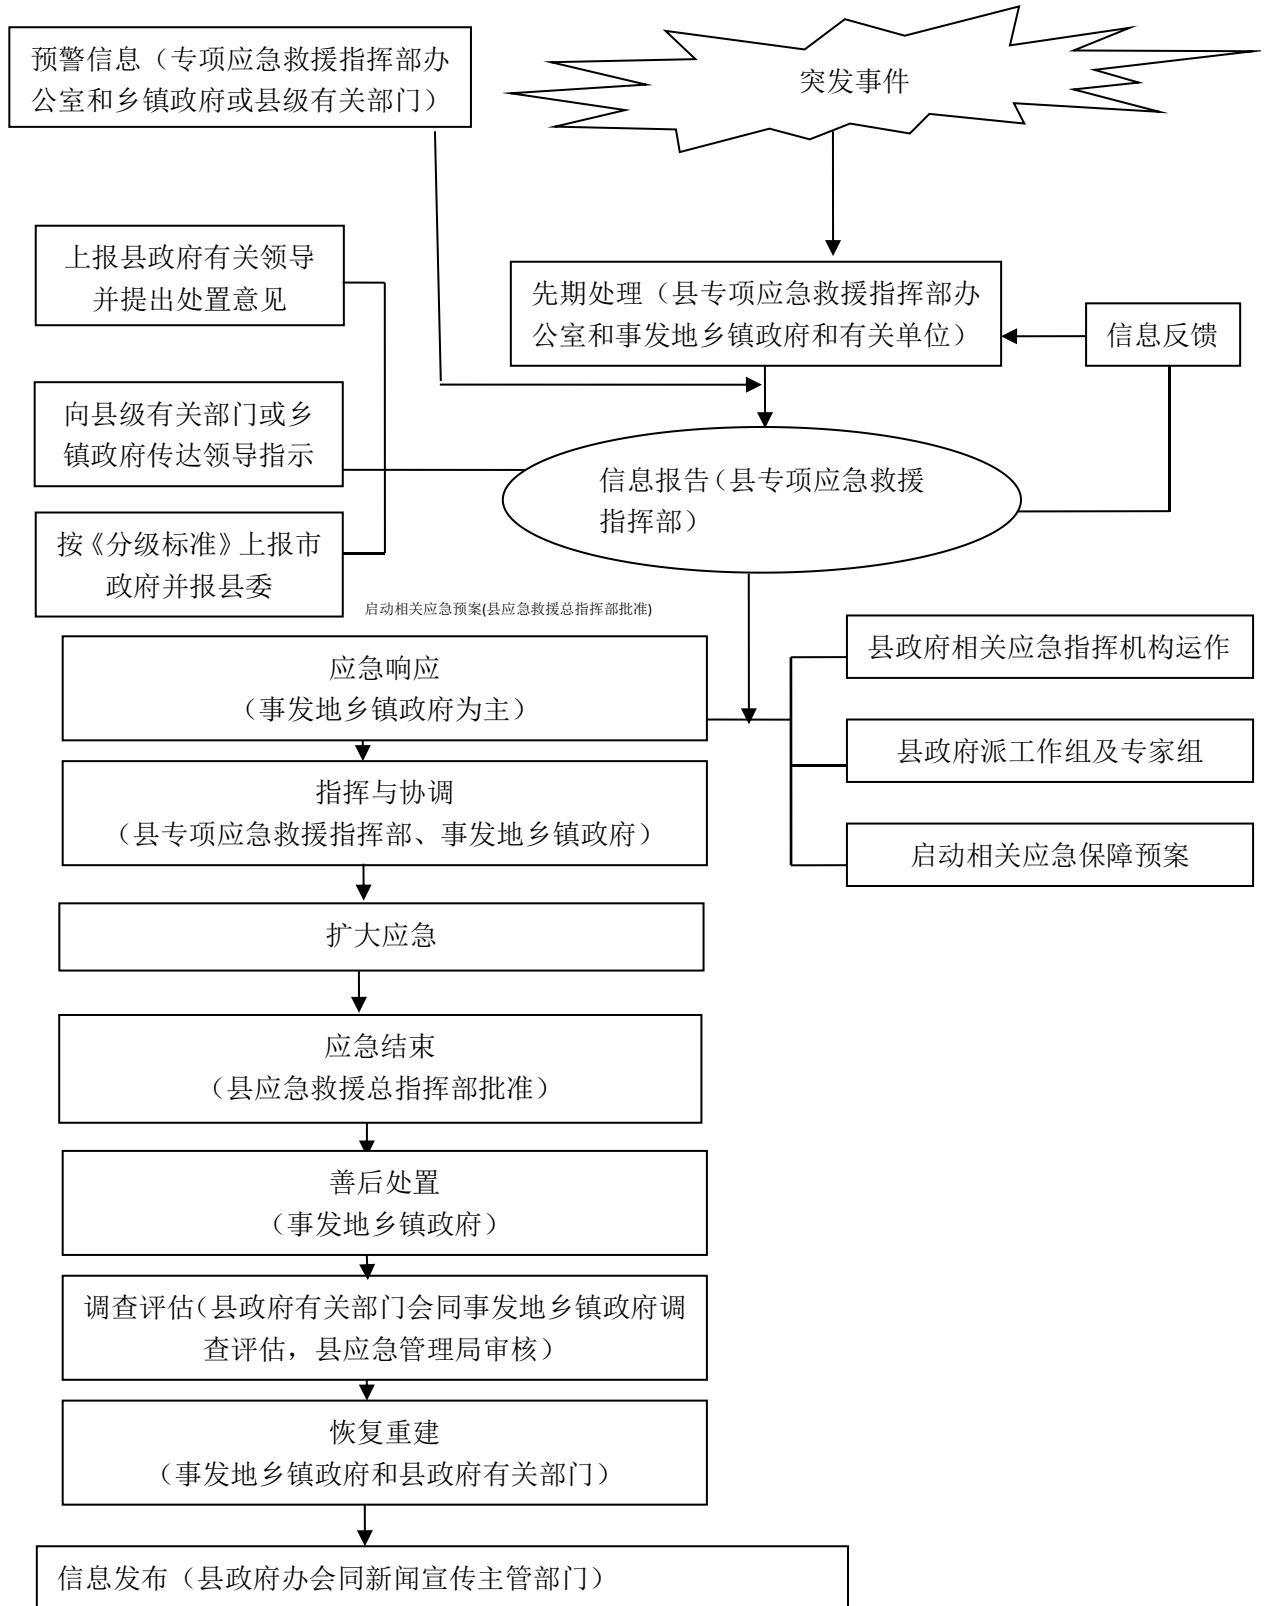 预警信息（专项应急救援指挥部办
公室和乡镇政府或县级有关部门）
突发事件
上报县政府有关领导
并提出处置意见
先期处理（县专项应急救援指挥部办
公室和事发地乡镇政府和有关单位）
信息反馈
向县级有关部门或乡
镇政府传达领导指示
信息报告（县专项应急救援
指挥部）
按《分级标准》上报市
政府并报县委
启动相关应急预案(县应急救援总指挥部批准)
应急响应
（事发地乡镇政府为主）
县政府相关应急指挥机构运作
县政府派工作组及专家组
指挥与协调
（县专项应急救援指挥部、事发地乡镇政府）
启动相关应急保障预案
扩大应急
应急结束
（县应急救援总指挥部批准）
善后处置
（事发地乡镇政府）
调查评估（县政府有关部门会同事发地乡镇政府调
查评估，县应急管理局审核）
恢复重建
（事发地乡镇政府和县政府有关部门）
信息发布（县政府办会同新闻宣传主管部门）